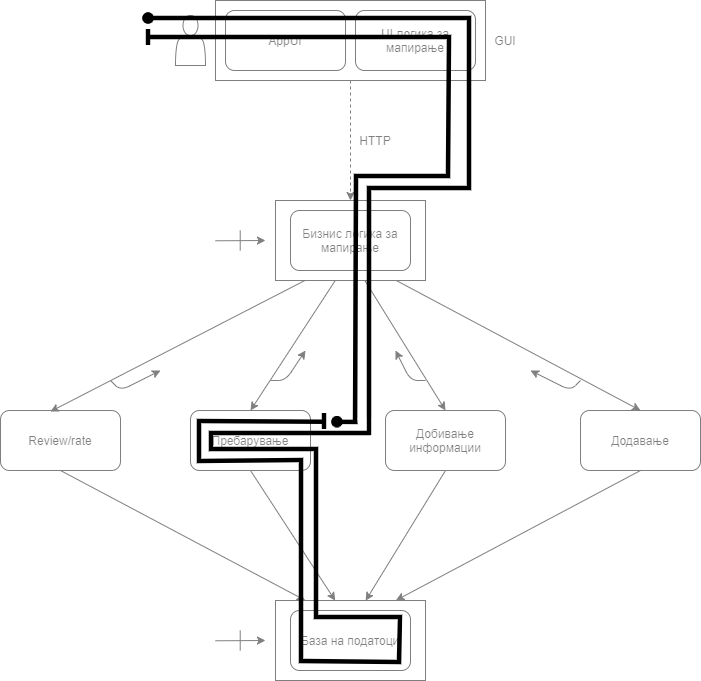 AppUI
UI логика за
мапирање
GUI
HTTP
Бизнис логика за
мапирање
Review/rate
Пребарување
Добивање
информации
Додавање
База на податоци